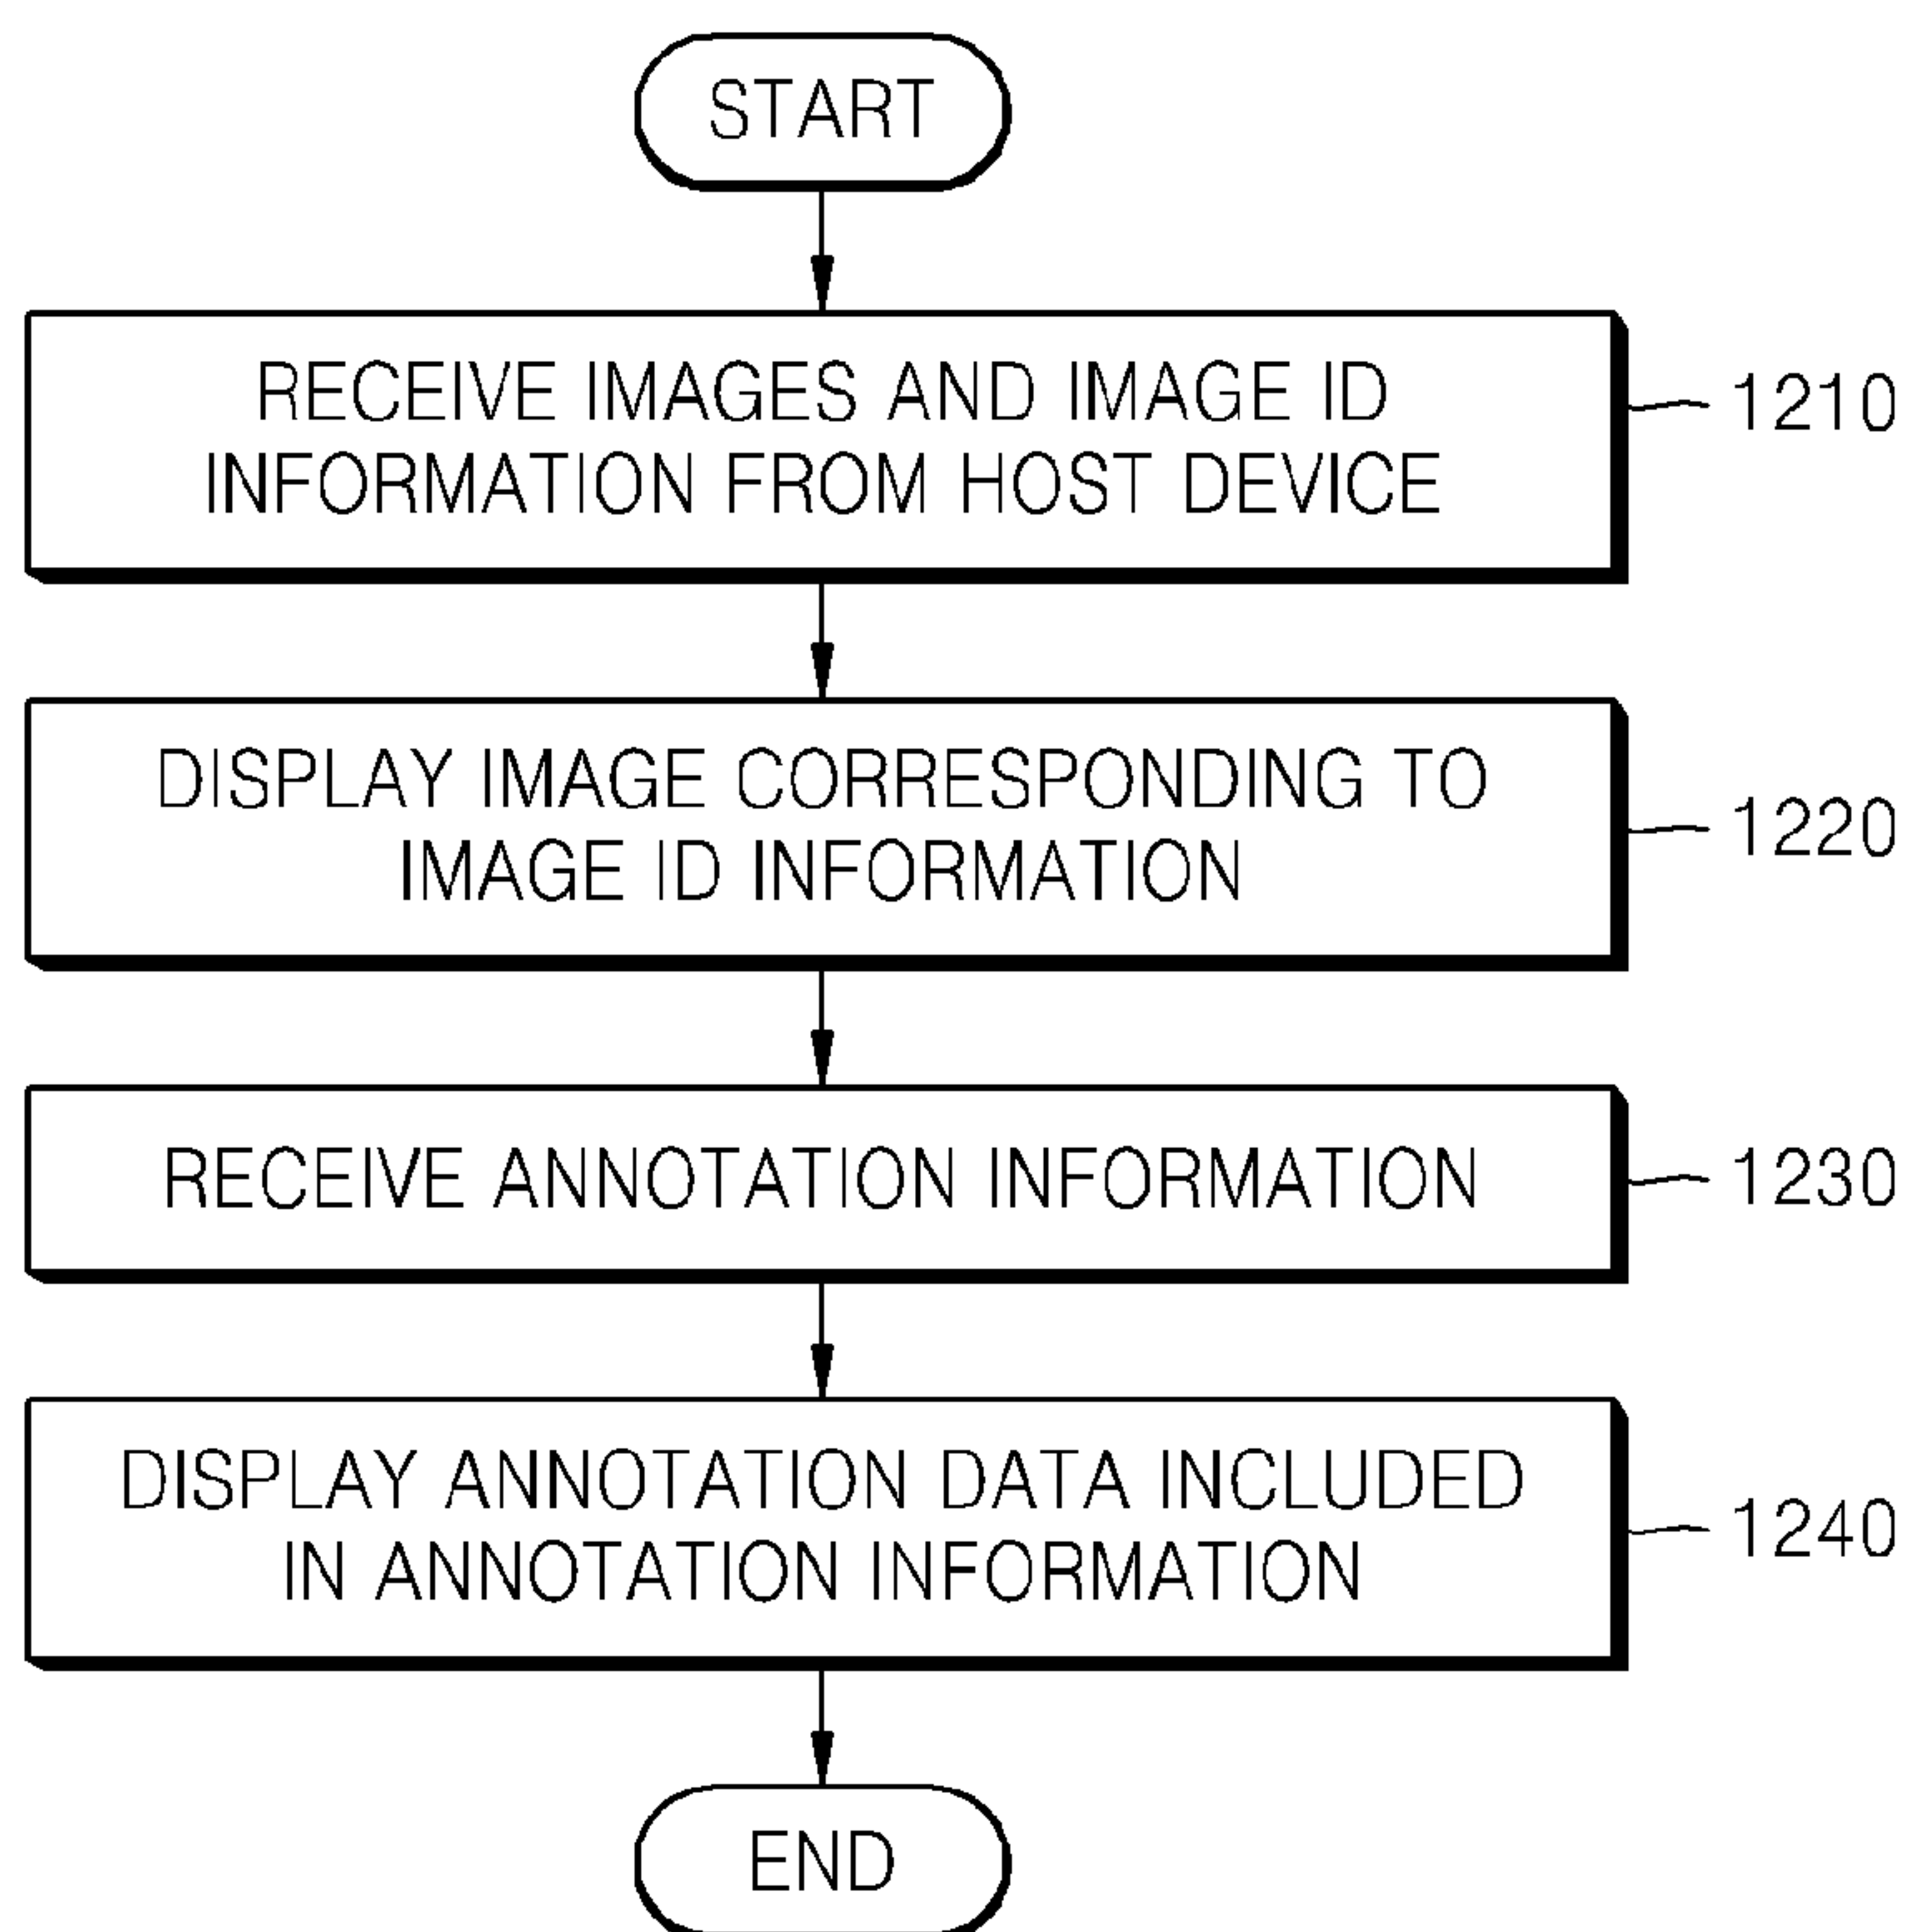 START
RECEIVE IMAGES AND IMAGE ID
INFORMATION FROM HOST DEVICE
1210
DISPLAY IMAGE CORRESPONDING TO
IMAGE ID INFORMATION
1220
RECEIVE ANNOTATION INFORMATION
1230
DISPLAY ANNOTATION DATA INCLUDED
IN ANNOTATION INFORMATION
1240
END